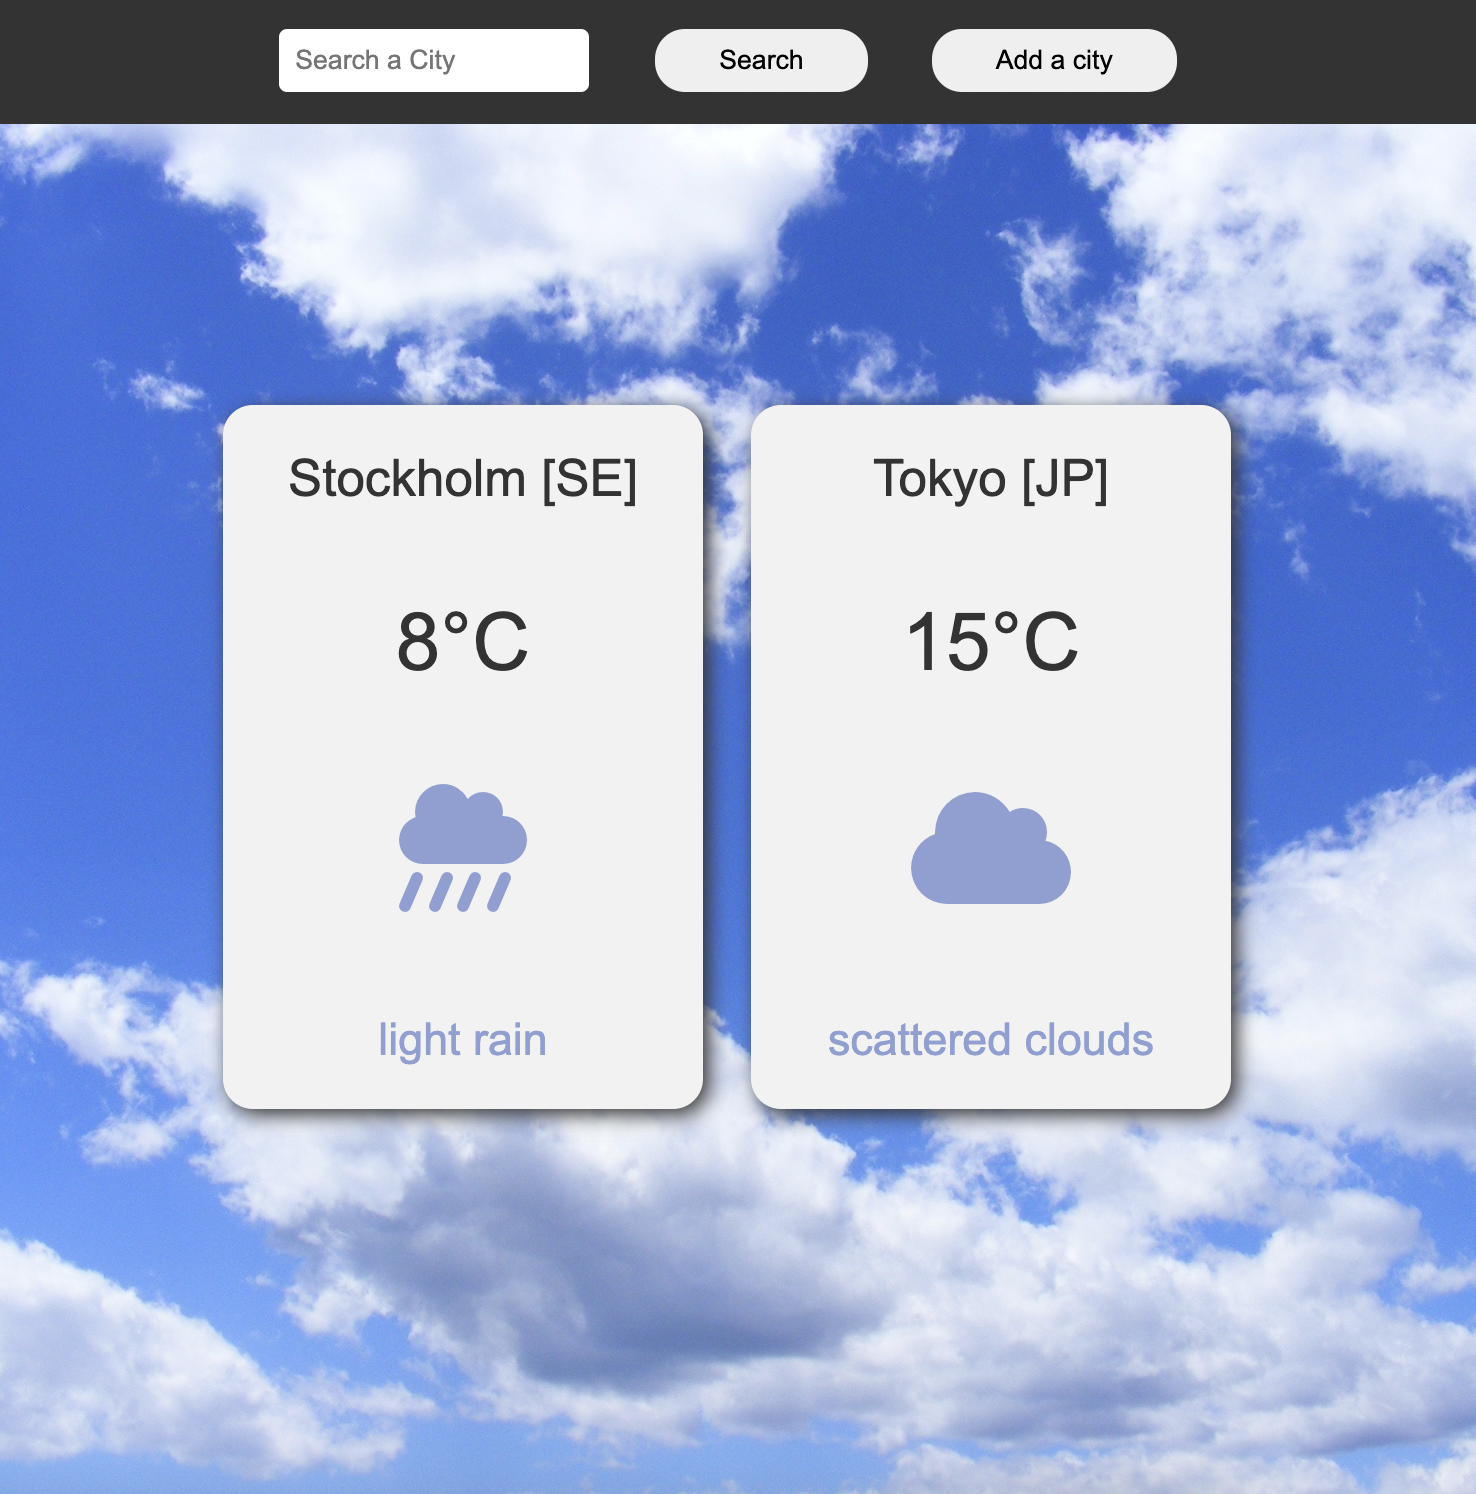 Search a City
Search
Add a city
Stockholm [SE]
8°C
light rain
Tokyo [JP]
15°C
scattered clouds